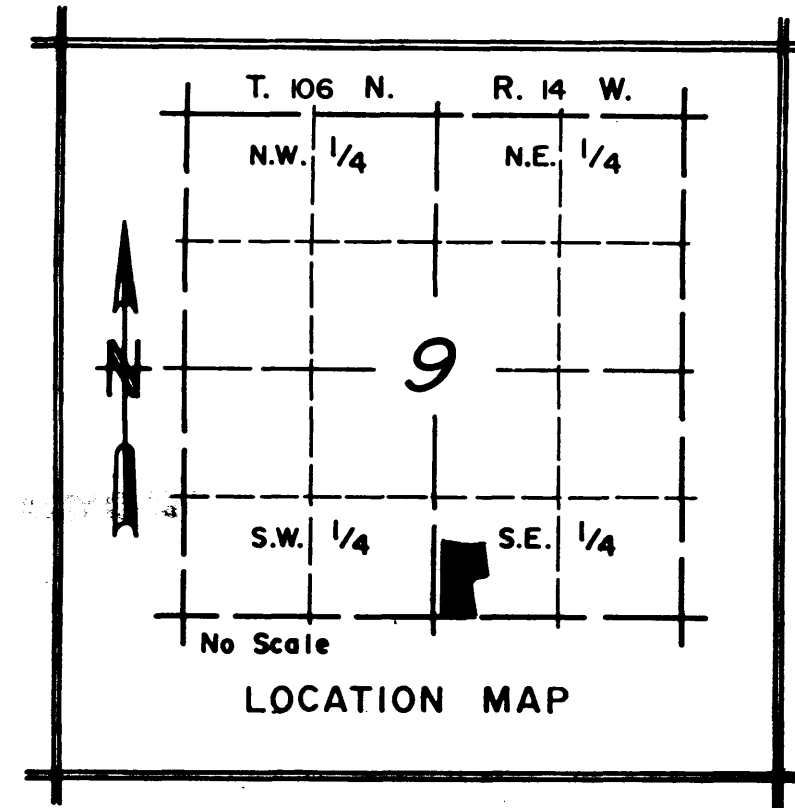 T. 106 N. R. 14 W.
N.W. 1/4 N.E. 1/4
N
9
S.W. 1/4 S.E. 1/4
No Scale
LOCATION MAP